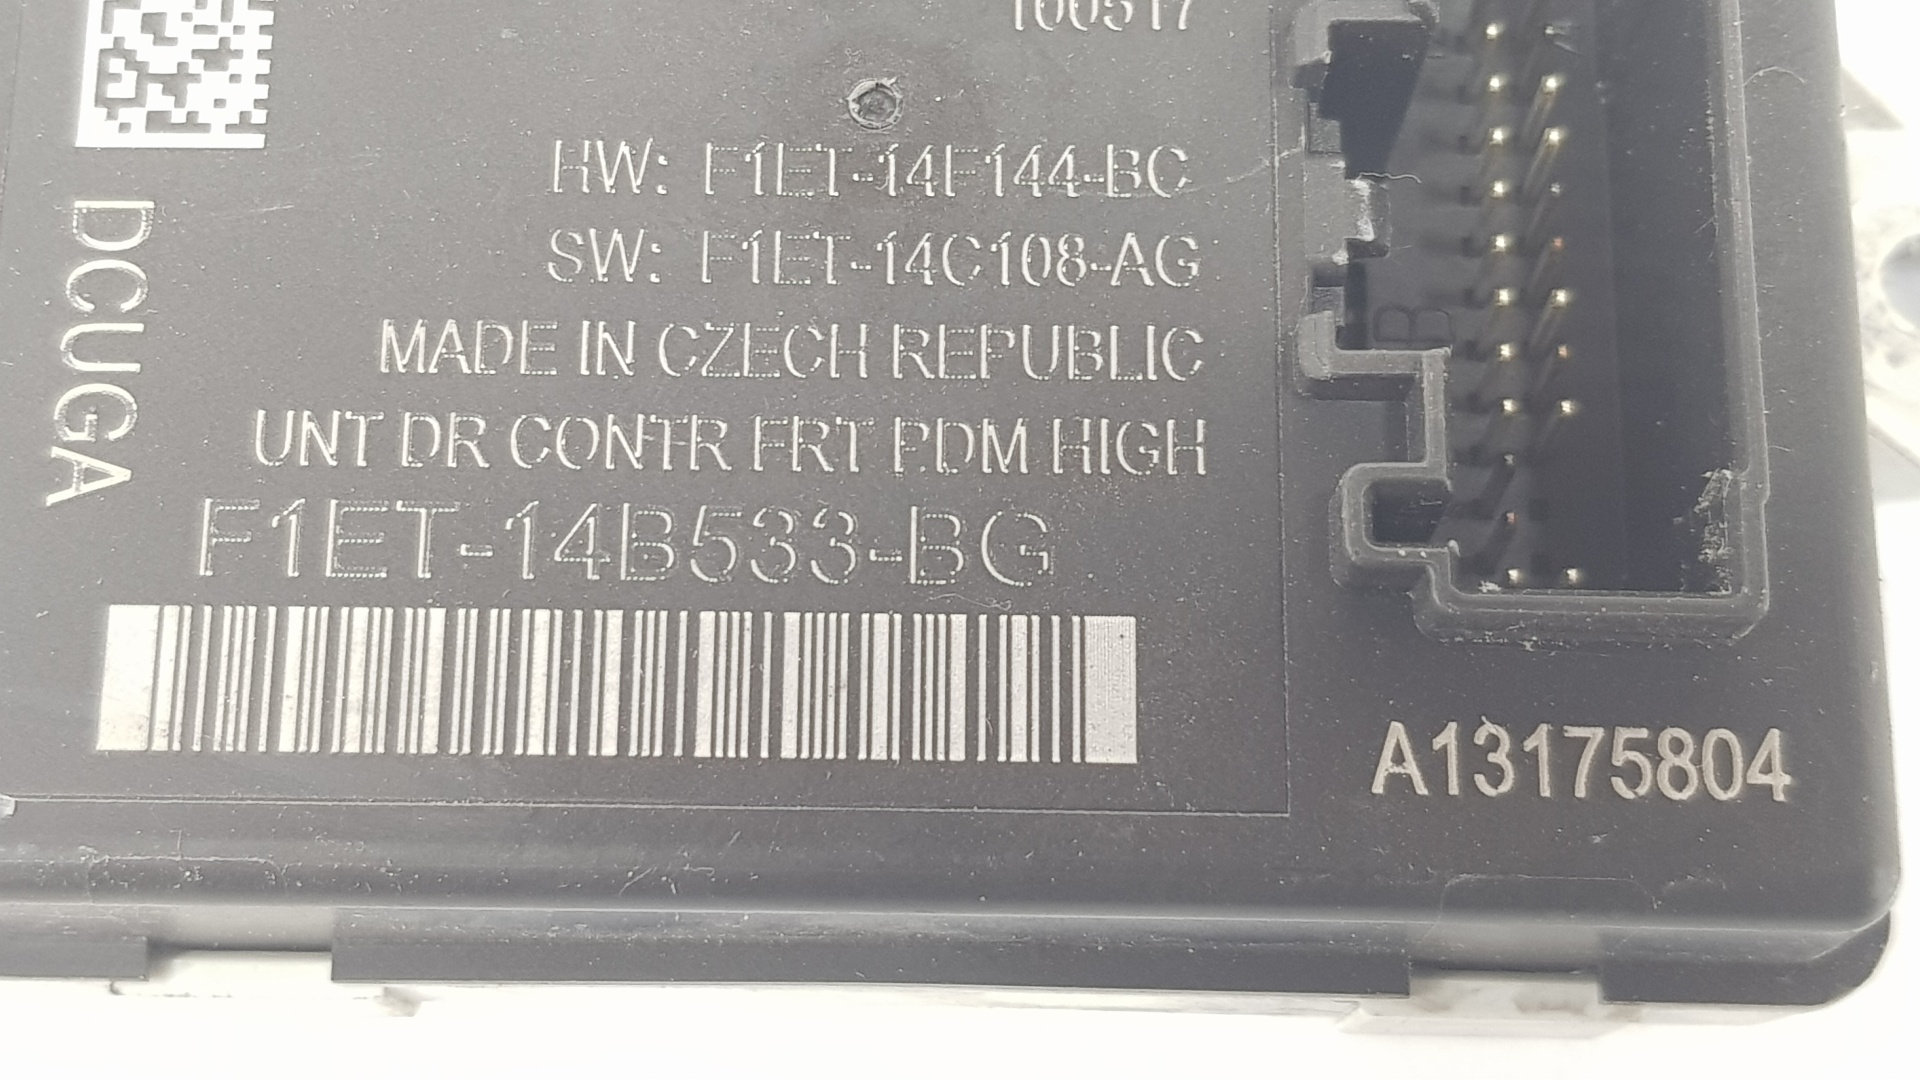 100517
HW: F1ET-14F144-BC
SW: F1ET-14C108-AG
MADE IN CZECH REPUBLIC
UNT DR CONTR FRT PDM HIGH
F1ET-14B533-BG
DCUGA
B
A13175804